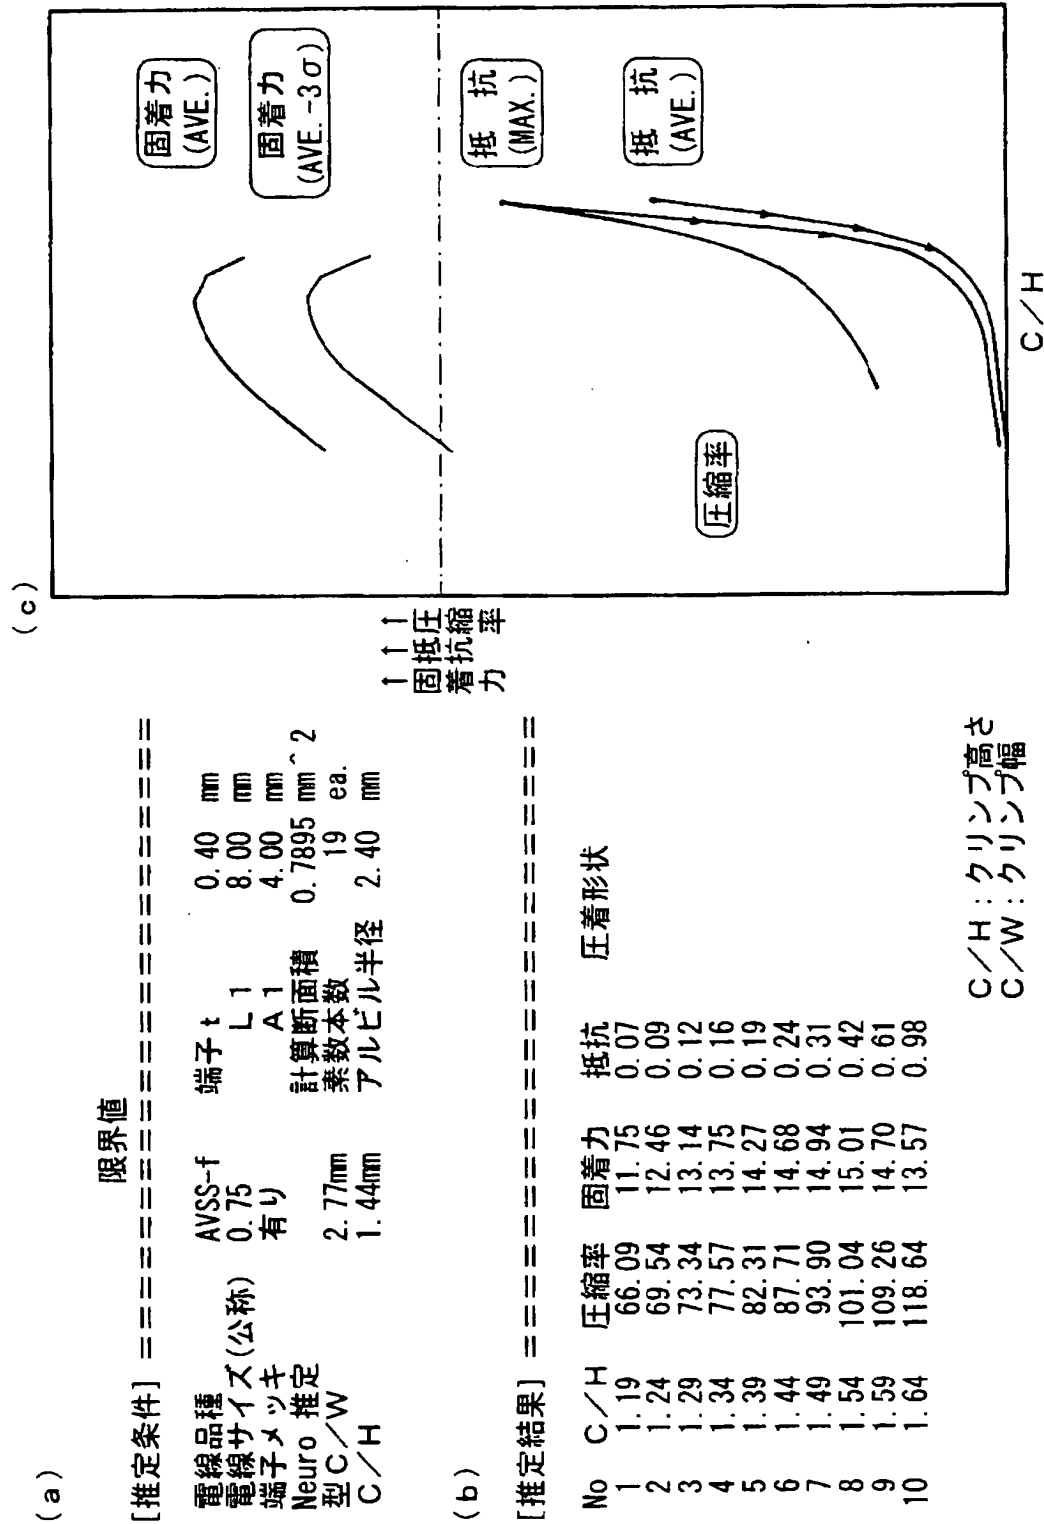 (a)
限界値
[推定条件] ====================
電線品種 AVSS-f 端子 t 0.40 mm
電線サイズ(公称) 0.75 L 1 8.00 mm
端子メッキ 有り A 1 4.00 mm
Neuro 推定 計算断面積 0.7895 mm^2
型C/W 2.77mm 素数本数 19 ea.
C/H 1.44mm アルビル半径 2.40 mm
(b)
[推定結果] ====================
No C/H 圧縮率 固着力 抵抗 圧着形状
1 1.19 66.09 11.75 0.07
2 1.24 69.54 12.46 0.09
3 1.29 73.34 13.14 0.12
4 1.34 77.57 13.75 0.16
5 1.39 82.31 14.27 0.19
6 1.44 87.71 14.68 0.24
7 1.49 93.90 14.94 0.31
8 1.54 101.04 15.01 0.42
9 1.59 109.26 14.70 0.61
10 1.64 118.64 13.57 0.98
C/H:クリンプ高さ
C/W:クリンプ幅
(c)
↑固着力
↑抵抗
↑圧縮率
固着力
(AVE.)
固着力
(AVE.-3σ)
抵 抗
(MAX.)
抵 抗
(AVE.)
圧縮率
C/H